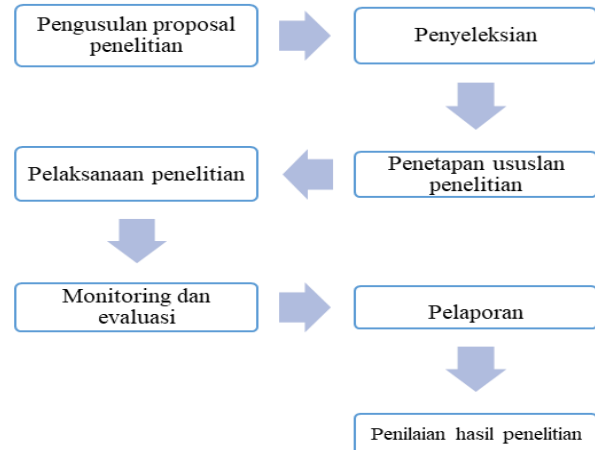 Pengusulan proposal
penelitian
Penyeleksian
Penetapan ususlan
penelitian
Pelaksanaan penelitian
Monitoring dan
evaluasi
Pelaporan
Penilaian hasil penelitian